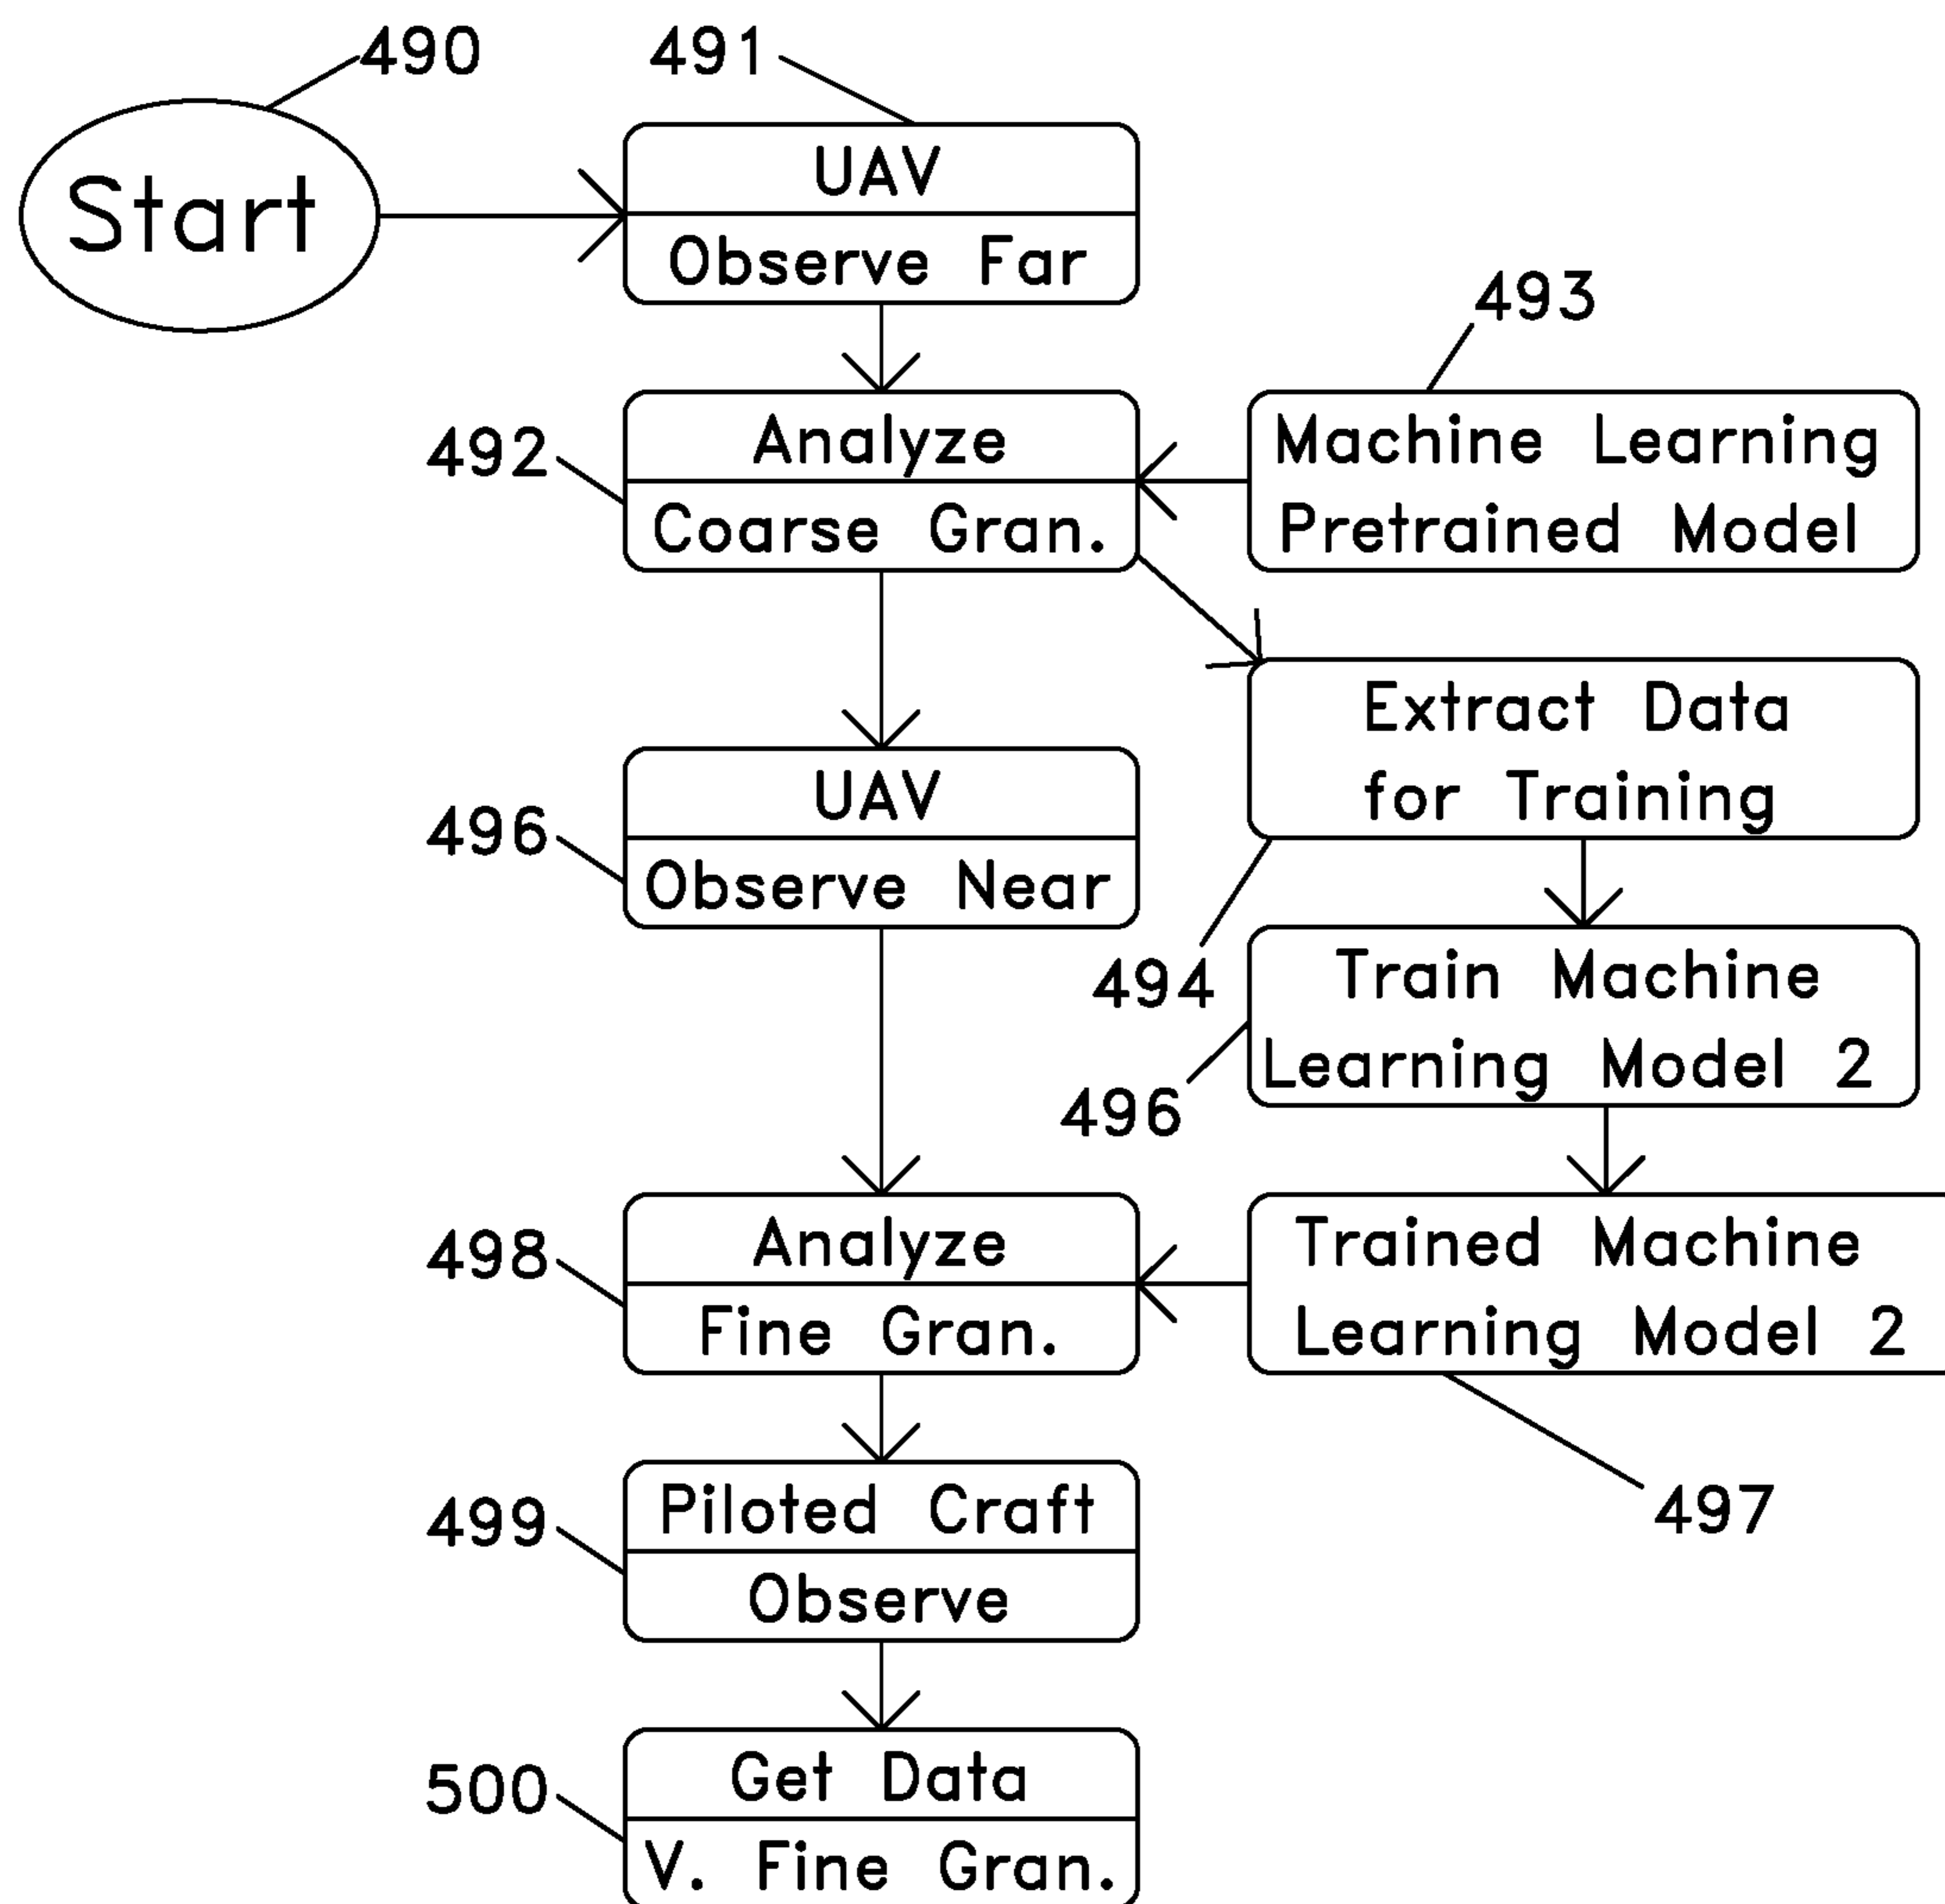 490
491
Start
UAV
Observe Far
493
492
Analyze
Coarse Gran.
Machine Learning
Pretrained Model
Extract Data
for Training
496
UAV
Observe Near
494
Train Machine
Learning Model 2
496
498
Analyze
Fine Gran.
Trained Machine
Learning Model 2
499
Piloted Craft
Observe
497
500
Get Data
V. Fine Gran.